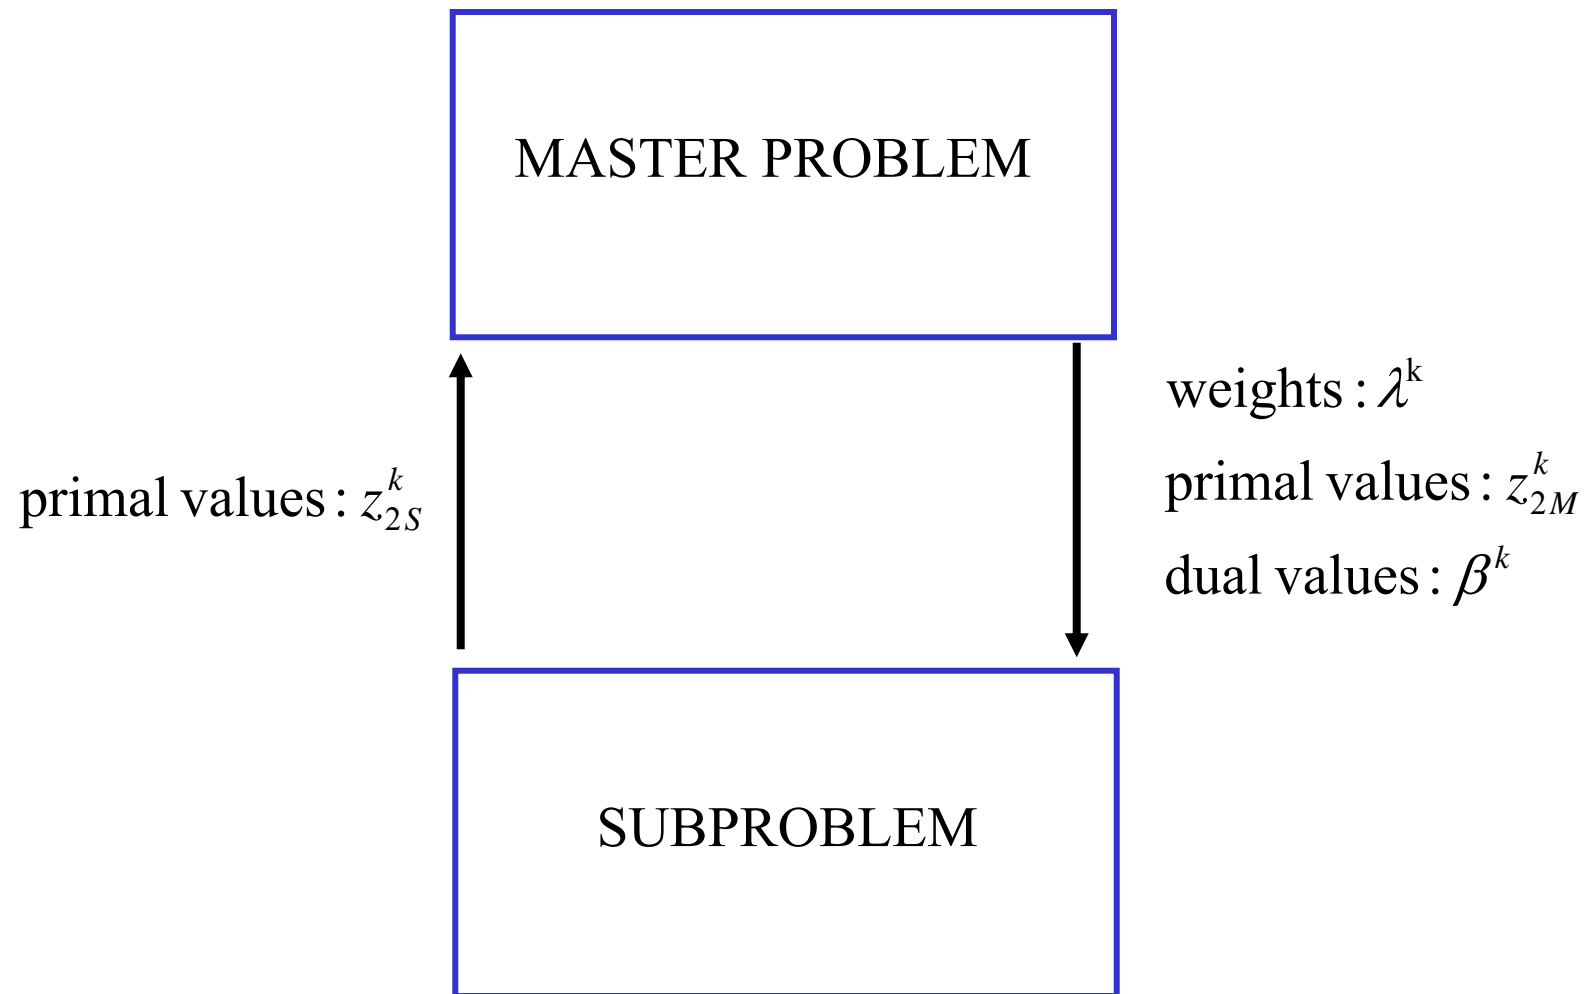 MASTER PROBLEM
weights : λ^k
primal values : z_{2M}^k
dual values : β^k
primal values : z_{2S}^k
SUBPROBLEM